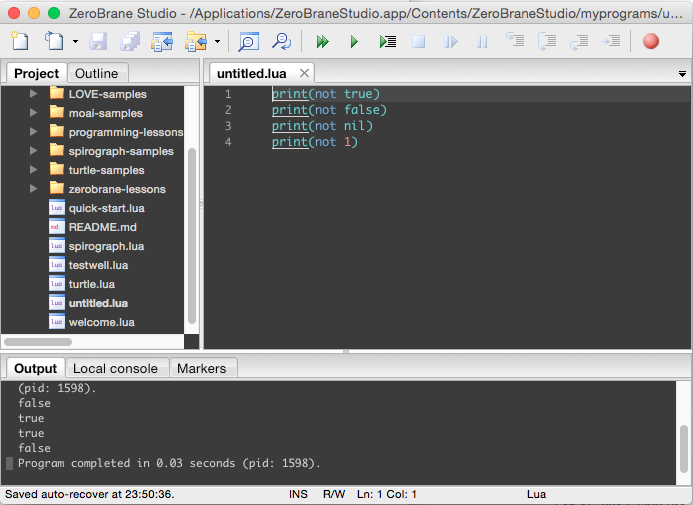 ZeroBrane Studio - /Applications/ZeroBraneStudio.app/Contents/ZeroBraneStudio/myprograms/u...
Project
Outline
LOVE-samples
moai-samples
programming-lessons
spirograph-samples
turtle-samples
zerobrane-lessons
quick-start.lua
README.md
spirograph.lua
testwell.lua
turtle.lua
untitled.lua
welcome.lua
untitled.lua
1 print(not true)
2 print(not false)
3 print(not nil)
4 print(not 1)
Output
Local console
Markers
(pid: 1598).
false
true
true
false
Program completed in 0.03 seconds (pid: 1598).
Saved auto-recover at 23:50:36.
INS
R/W
Ln: 1 Col: 1
Lua